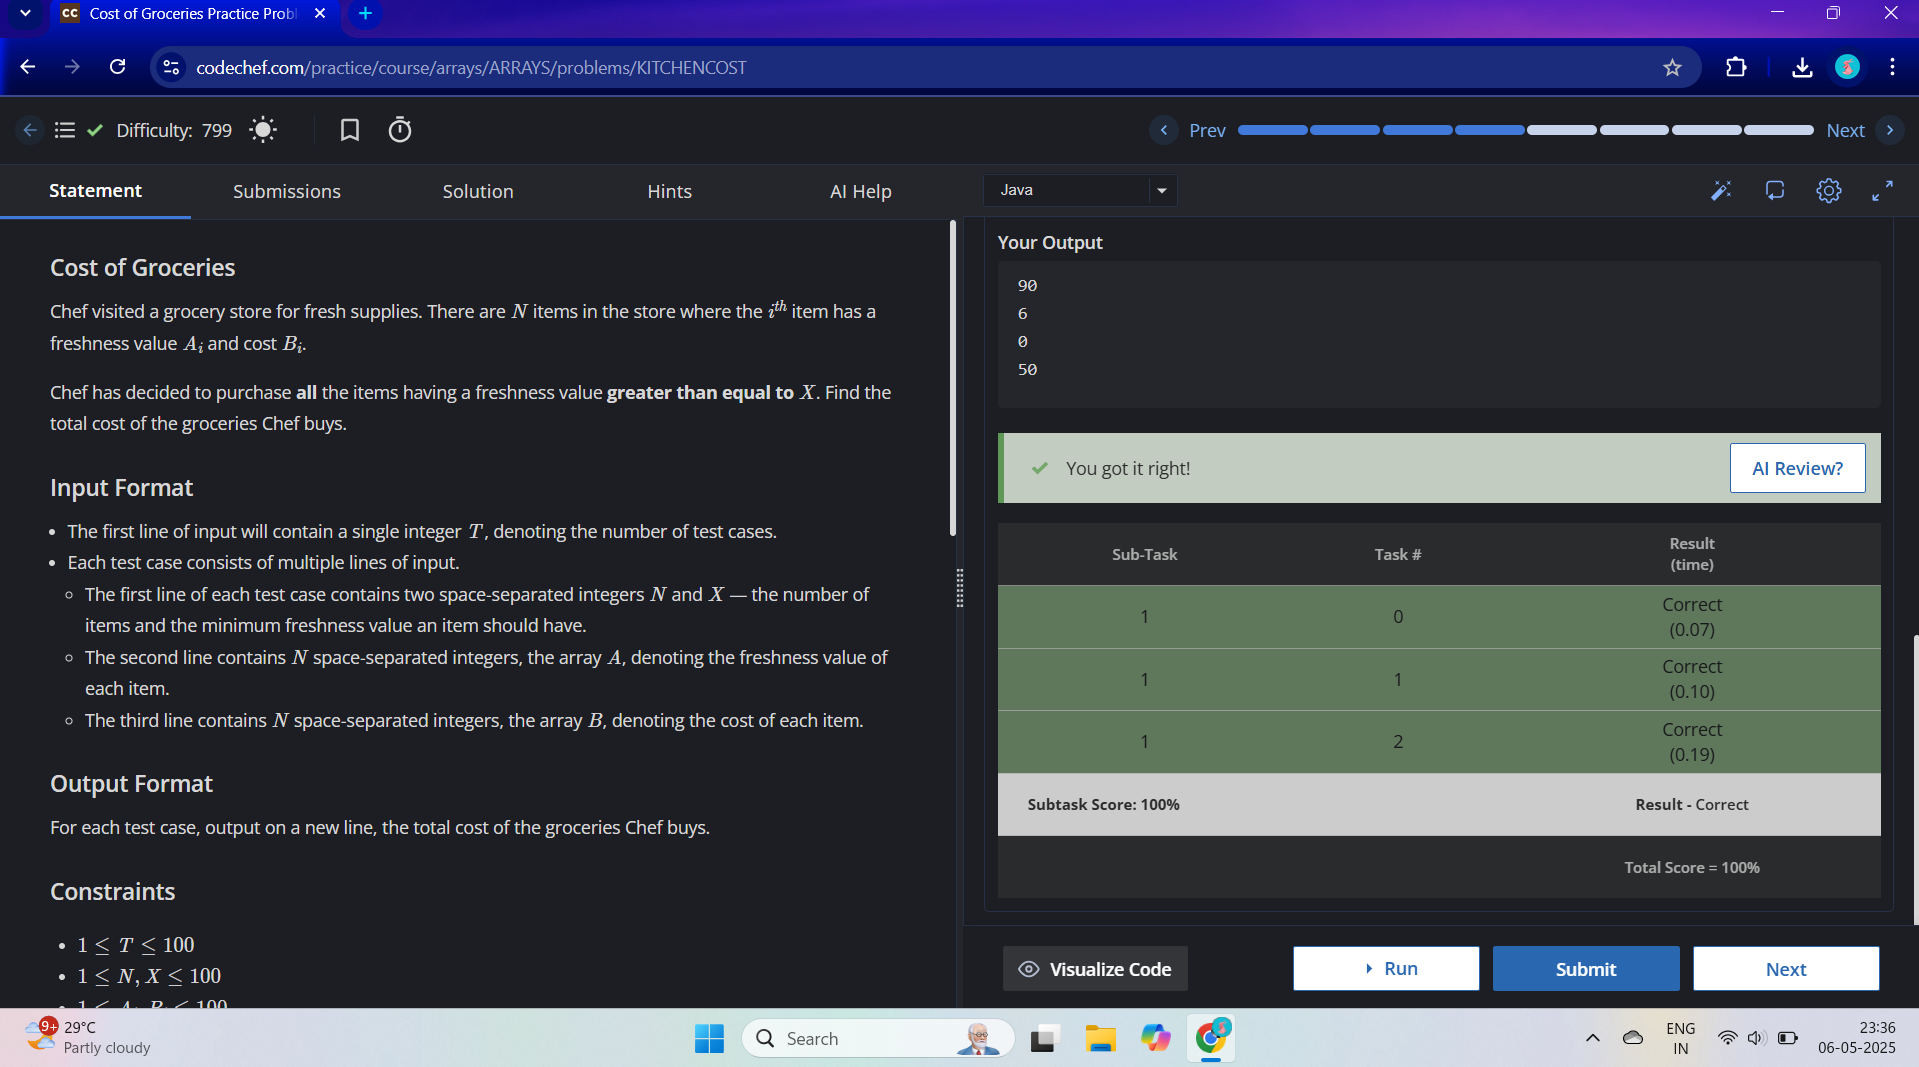 CC Cost of Groceries Practice Prob
codechef.com/practice/course/arrays/ARRAYS/problems/KITCHENCOST
Difficulty: 799
Prev
Next
Statement
Submissions
Solution
Hints
AI Help
Java
Cost of Groceries
Chef visited a grocery store for fresh supplies. There are N items in the store where the i^th item has a
freshness value A_i and cost B_i.
Chef has decided to purchase all the items having a freshness value greater than equal to X. Find the
total cost of the groceries Chef buys.
Input Format
• The first line of input will contain a single integer T, denoting the number of test cases.
• Each test case consists of multiple lines of input.
◦ The first line of each test case contains two space-separated integers N and X — the number of
items and the minimum freshness value an item should have.
◦ The second line contains N space-separated integers, the array A, denoting the freshness value of
each item.
◦ The third line contains N space-separated integers, the array B, denoting the cost of each item.
Output Format
For each test case, output on a new line, the total cost of the groceries Chef buys.
Constraints
• 1 ≤ T ≤ 100
• 1 ≤ N, X ≤ 100
• 1 ≤ A_i, B_i ≤ 100
Your Output
90
6
0
50
You got it right!
AI Review?
Sub-Task Task # Result
(time)
1 0 Correct
(0.07)
1 1 Correct
(0.10)
1 2 Correct
(0.19)
Subtask Score: 100% Result - Correct
Total Score = 100%
Visualize Code
Run
Submit
Next
9+
29°C
Partly cloudy
Search
ENG
IN
23:36
06-05-2025